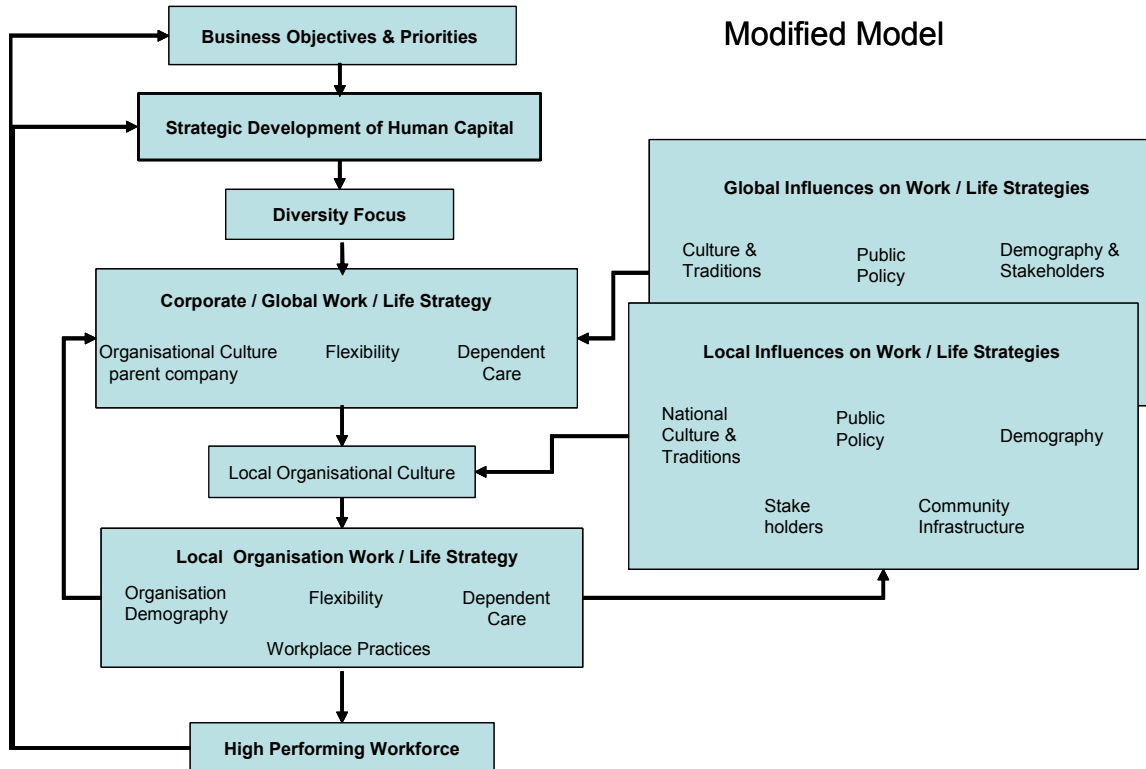 Modified Model
Business Objectives & Priorities
Strategic Development of Human Capital
Diversity Focus
Corporate / Global Work / Life Strategy
Organisational Culture
parent company
Flexibility
Dependent
Care
Local Organisational Culture
Local Organisation Work / Life Strategy
Organisation
Demography
Flexibility
Dependent
Care
Workplace Practices
High Performing Workforce
Global Influences on Work / Life Strategies
Culture &
Traditions
Public
Policy
Demography &
Stakeholders
Local Influences on Work / Life Strategies
National
Culture &
Traditions
Public
Policy
Demography
Stake
holders
Community
Infrastructure